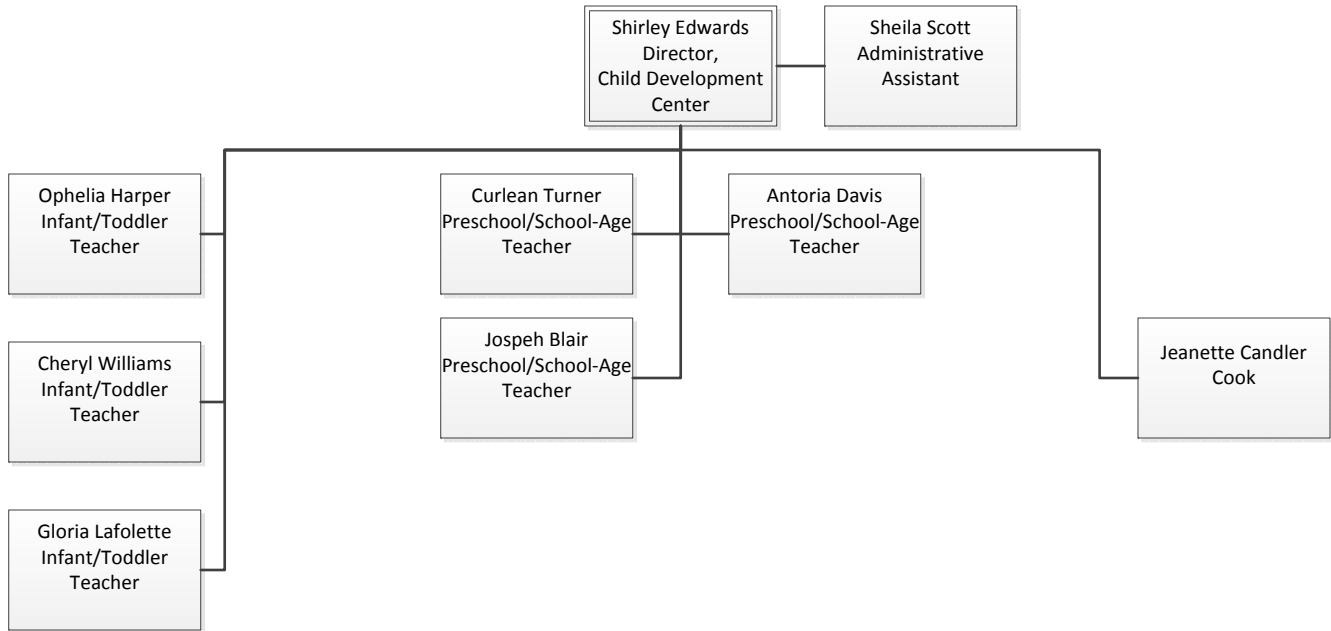 Shirley Edwards
Director,
Child Development
Center
Sheila Scott
Administrative
Assistant
Ophelia Harper
Infant/Toddler
Teacher
Curlean Turner
Preschool/School-Age
Teacher
Antoria Davis
Preschool/School-Age
Teacher
Jospeh Blair
Preschool/School-Age
Teacher
Cheryl Williams
Infant/Toddler
Teacher
Jeanette Candler
Cook
Gloria Lafolette
Infant/Toddler
Teacher